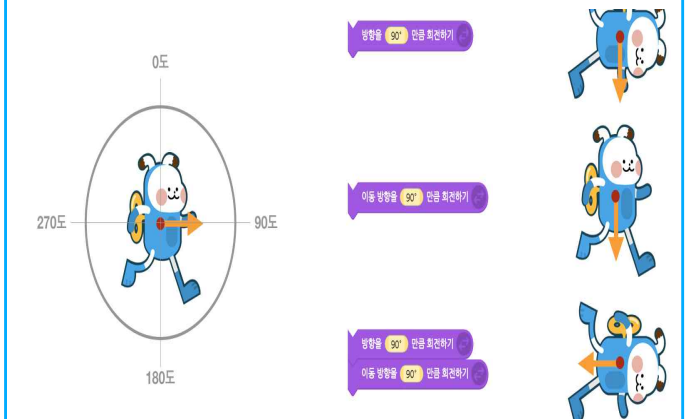 0도
270도
90도
180도
방향을 90° 만큼 회전하기
이동 방향을 90° 만큼 회전하기
방향을 90° 만큼 회전하기
이동 방향을 90° 만큼 회전하기